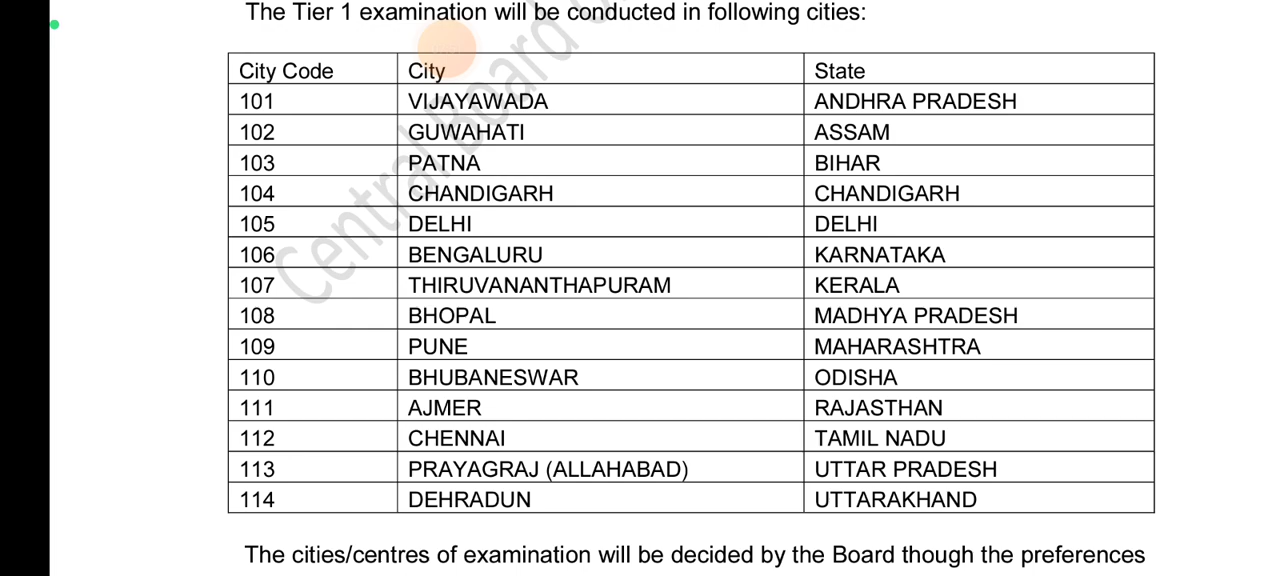 The Tier 1 examination will be conducted in following cities:
City Code City State
101 VIJAYAWADA ANDHRA PRADESH
102 GUWAHATI ASSAM
103 PATNA BIHAR
104 CHANDIGARH CHANDIGARH
105 DELHI DELHI
106 BENGALURU KARNATAKA
107 THIRUVANANTHAPURAM KERALA
108 BHOPAL MADHYA PRADESH
109 PUNE MAHARASHTRA
110 BHUBANESWAR ODISHA
111 AJMER RAJASTHAN
112 CHENNAI TAMIL NADU
113 PRAYAGRAJ (ALLAHABAD) UTTAR PRADESH
114 DEHRADUN UTTARAKHAND
The cities/centres of examination will be decided by the Board though the preferences
Central Board